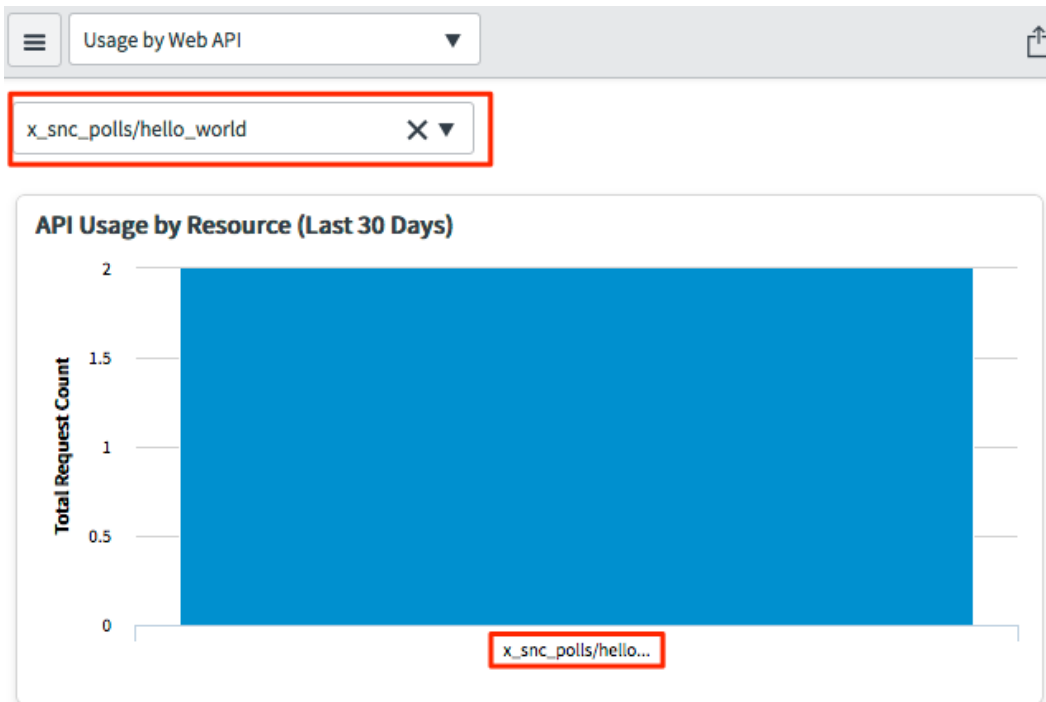 Usage by Web API
x_snc_polls/hello_world
API Usage by Resource (Last 30 Days)
Total Request Count
2
1.5
1
0.5
0
x_snc_polls/hello...